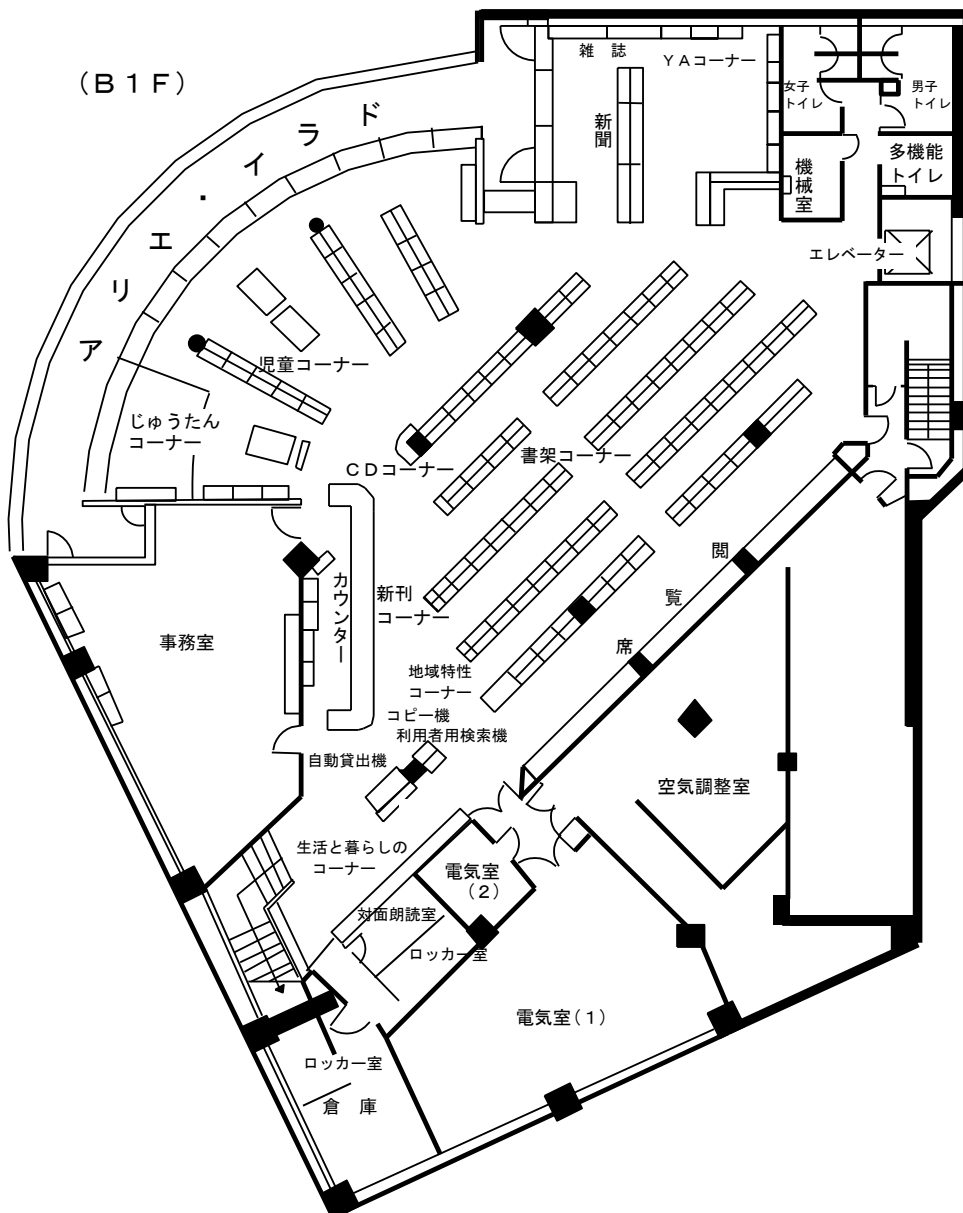 (B1F)
雑 誌
YAコーナー
女子
トイレ
男子
トイレ
新聞
機械室
多機能
トイレ
エレベーター
ドライ・エリア
児童コーナー
じゅうたん
コーナー
CDコーナー
書架コーナー
カウンター
新刊
コーナー
閲覧席
事務室
地域特性
コーナー
コピー機
利用者用検索機
自動貸出機
空気調整室
生活と暮らしの
コーナー
電気室
(2)
対面朗読室
ロッカー室
電気室(1)
ロッカー室
倉 庫